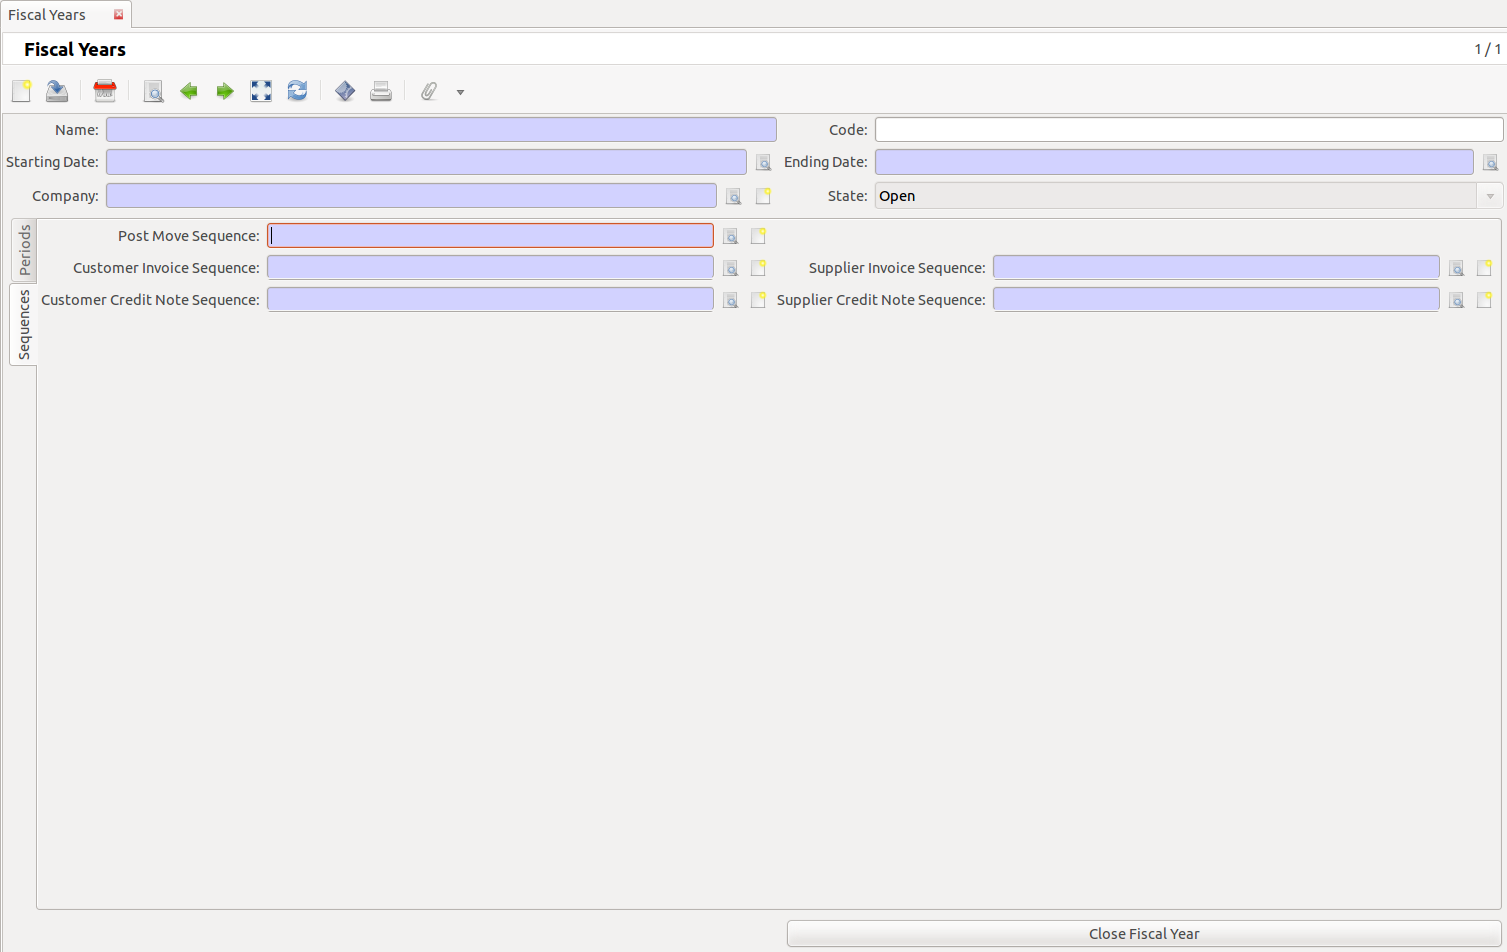 Fiscal Years
Fiscal Years 1 / 1
Name: Code:
Starting Date: Ending Date:
Company: State: Open
Periods
Post Move Sequence:
Customer Invoice Sequence: Supplier Invoice Sequence:
Sequences
Customer Credit Note Sequence: Supplier Credit Note Sequence:
Close Fiscal Year